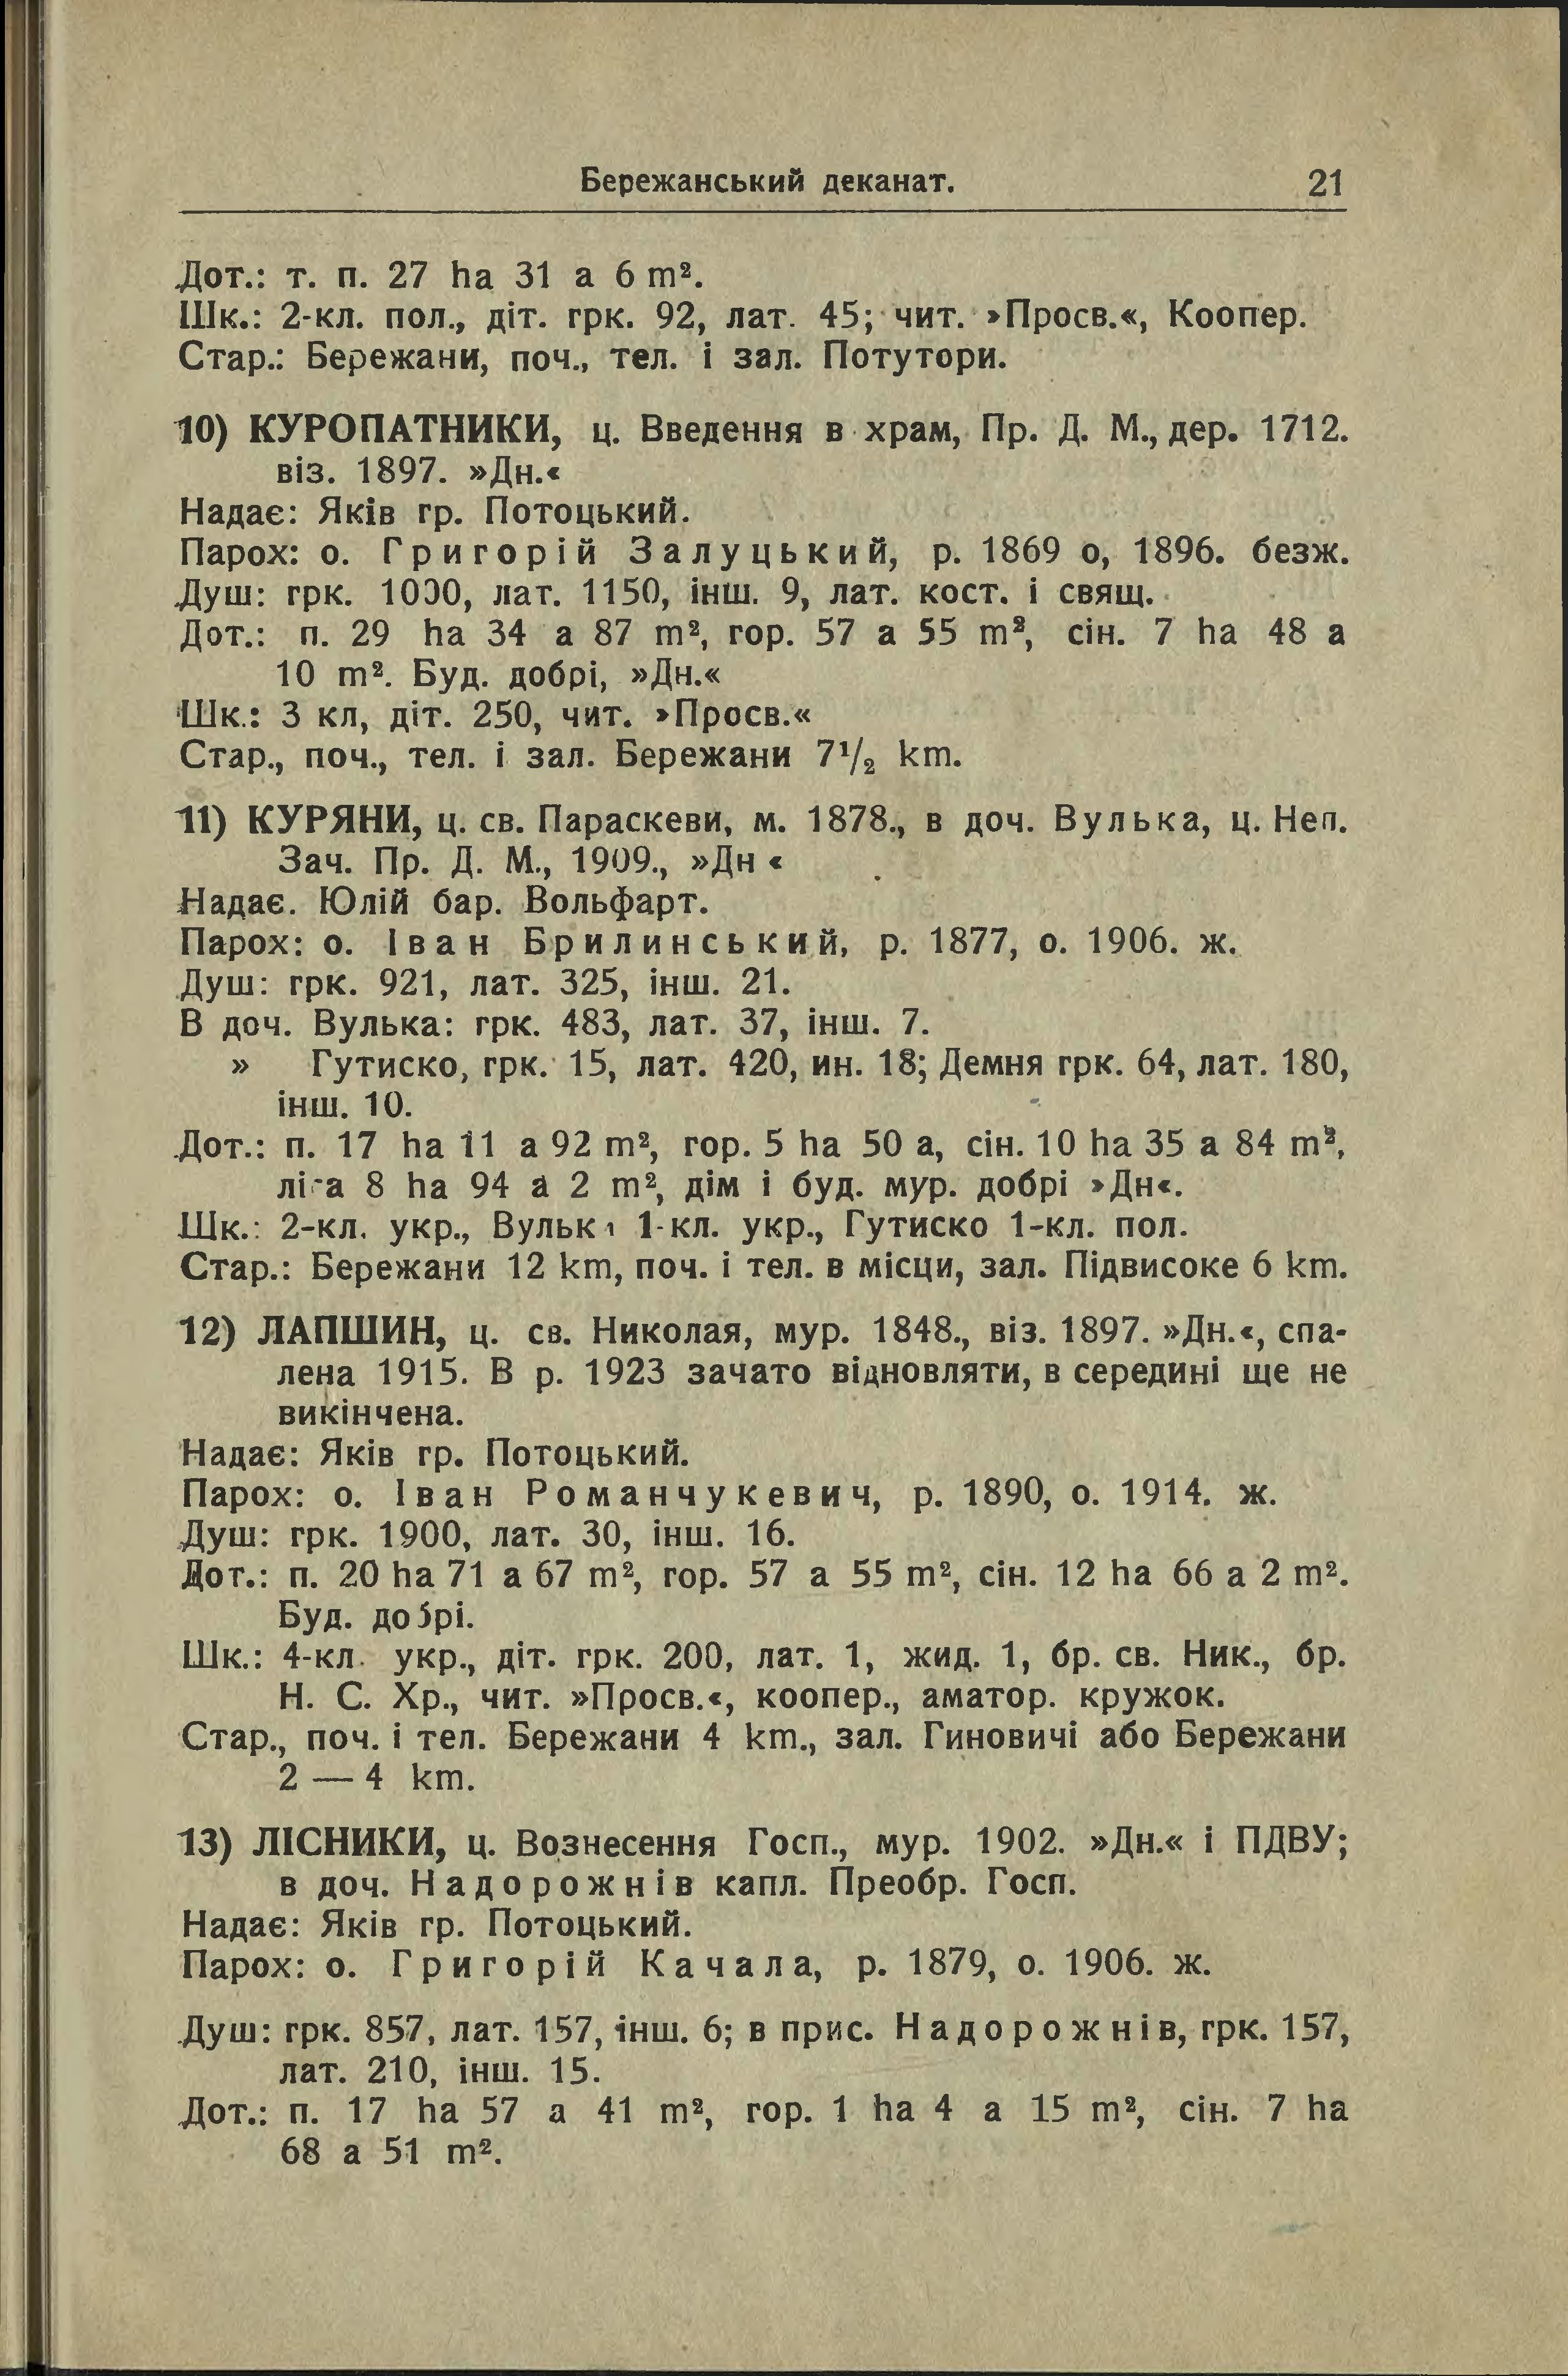 Бережанський деканат. 21
Дот.: т. п. 27 ha 31 a 6 m².
Шк.: 2-кл. пол., діт. грк. 92, лат. 45; чит. »Просв.«, Коопер.
Стар.: Бережани, поч., тел. і зал. Потутори.
10) КУРОПАТНИКИ, ц. Введення в храм, Пр. Д. М., дер. 1712.
віз. 1897. »Дн.«
Надає: Яків гр. Потоцький.
Парох: о. Григорій Залуцький, р. 1869 о, 1896. безж.
Душ: грк. 1000, лат. 1150, інш. 9, лат. кост. і свящ.
Дот.: п. 29 ha 34 a 87 m², гор. 57 a 55 m², сін. 7 ha 48 a
10 m². Буд. добрі, »Дн.«
Шк.: 3 кл, діт. 250, чит. »Просв.«
Стар., поч., тел. і зал. Бережани 7½ km.
11) КУРЯНИ, ц. св. Параскеви, м. 1878., в доч. Вулька, ц. Неп.
Зач. Пр. Д. М., 1909., »Дн «
Надає. Юлій бар. Вольфарт.
Парох: о. Іван Брилинський, р. 1877, о. 1906. ж.
Душ: грк. 921, лат. 325, інш. 21.
В доч. Вулька: грк. 483, лат. 37, інш. 7.
» Гутиско, грк. 15, лат. 420, ин. 18; Демня грк. 64, лат. 180,
інш. 10.
Дот.: п. 17 ha 11 a 92 m², гор. 5 ha 50 a, сін. 10 ha 35 a 84 m²,
8 ha 94 a 2 m², дім і буд. мур. добрі »Дн«.
Шк.: 2-кл. укр., Вулька 1-кл. укр., Гутиско 1-кл. пол.
Стар.: Бережани 12 km, поч. і тел. в місци, зал. Підвисоке 6 km.
12) ЛАПШИН, ц. св. Николая, мур. 1848., віз. 1897. »Дн.«, спа-
лена 1915. В р. 1923 зачато відновляти, в середині ще не
викінчена.
Надає: Яків гр. Потоцький.
Парох: о. Іван Романчукевич, р. 1890, о. 1914. ж.
Душ: грк. 1900, лат. 30, інш. 16.
Дот.: п. 20 ha 71 a 67 m², гор. 57 a 55 m², сін. 12 ha 66 a 2 m².
Буд. добрі.
Шк.: 4-кл. укр., діт. грк. 200, лат. 1, жид. 1, бр. св. Ник., бр.
Н. С. Хр., чит. »Просв.«, коопер., аматор. кружок.
Стар., поч. і тел. Бережани 4 km., зал. Гиновичі або Бережани
2 — 4 km.
13) ЛІСНИКИ, ц. Вознесення Госп., мур. 1902. »Дн.« і ПДВУ;
в доч. Надорожнів капл. Преобр. Госп.
Надає: Яків гр. Потоцький.
Парох: о. Григорій Качала, р. 1879, о. 1906. ж.
Душ: грк. 857, лат. 157, інш. 6; в прис. Надорожнів, грк. 157,
лат. 210, інш. 15.
Дот.: п. 17 ha 57 a 41 m², гор. 1 ha 4 a 15 m², сін. 7 ha
68 a 51 m².